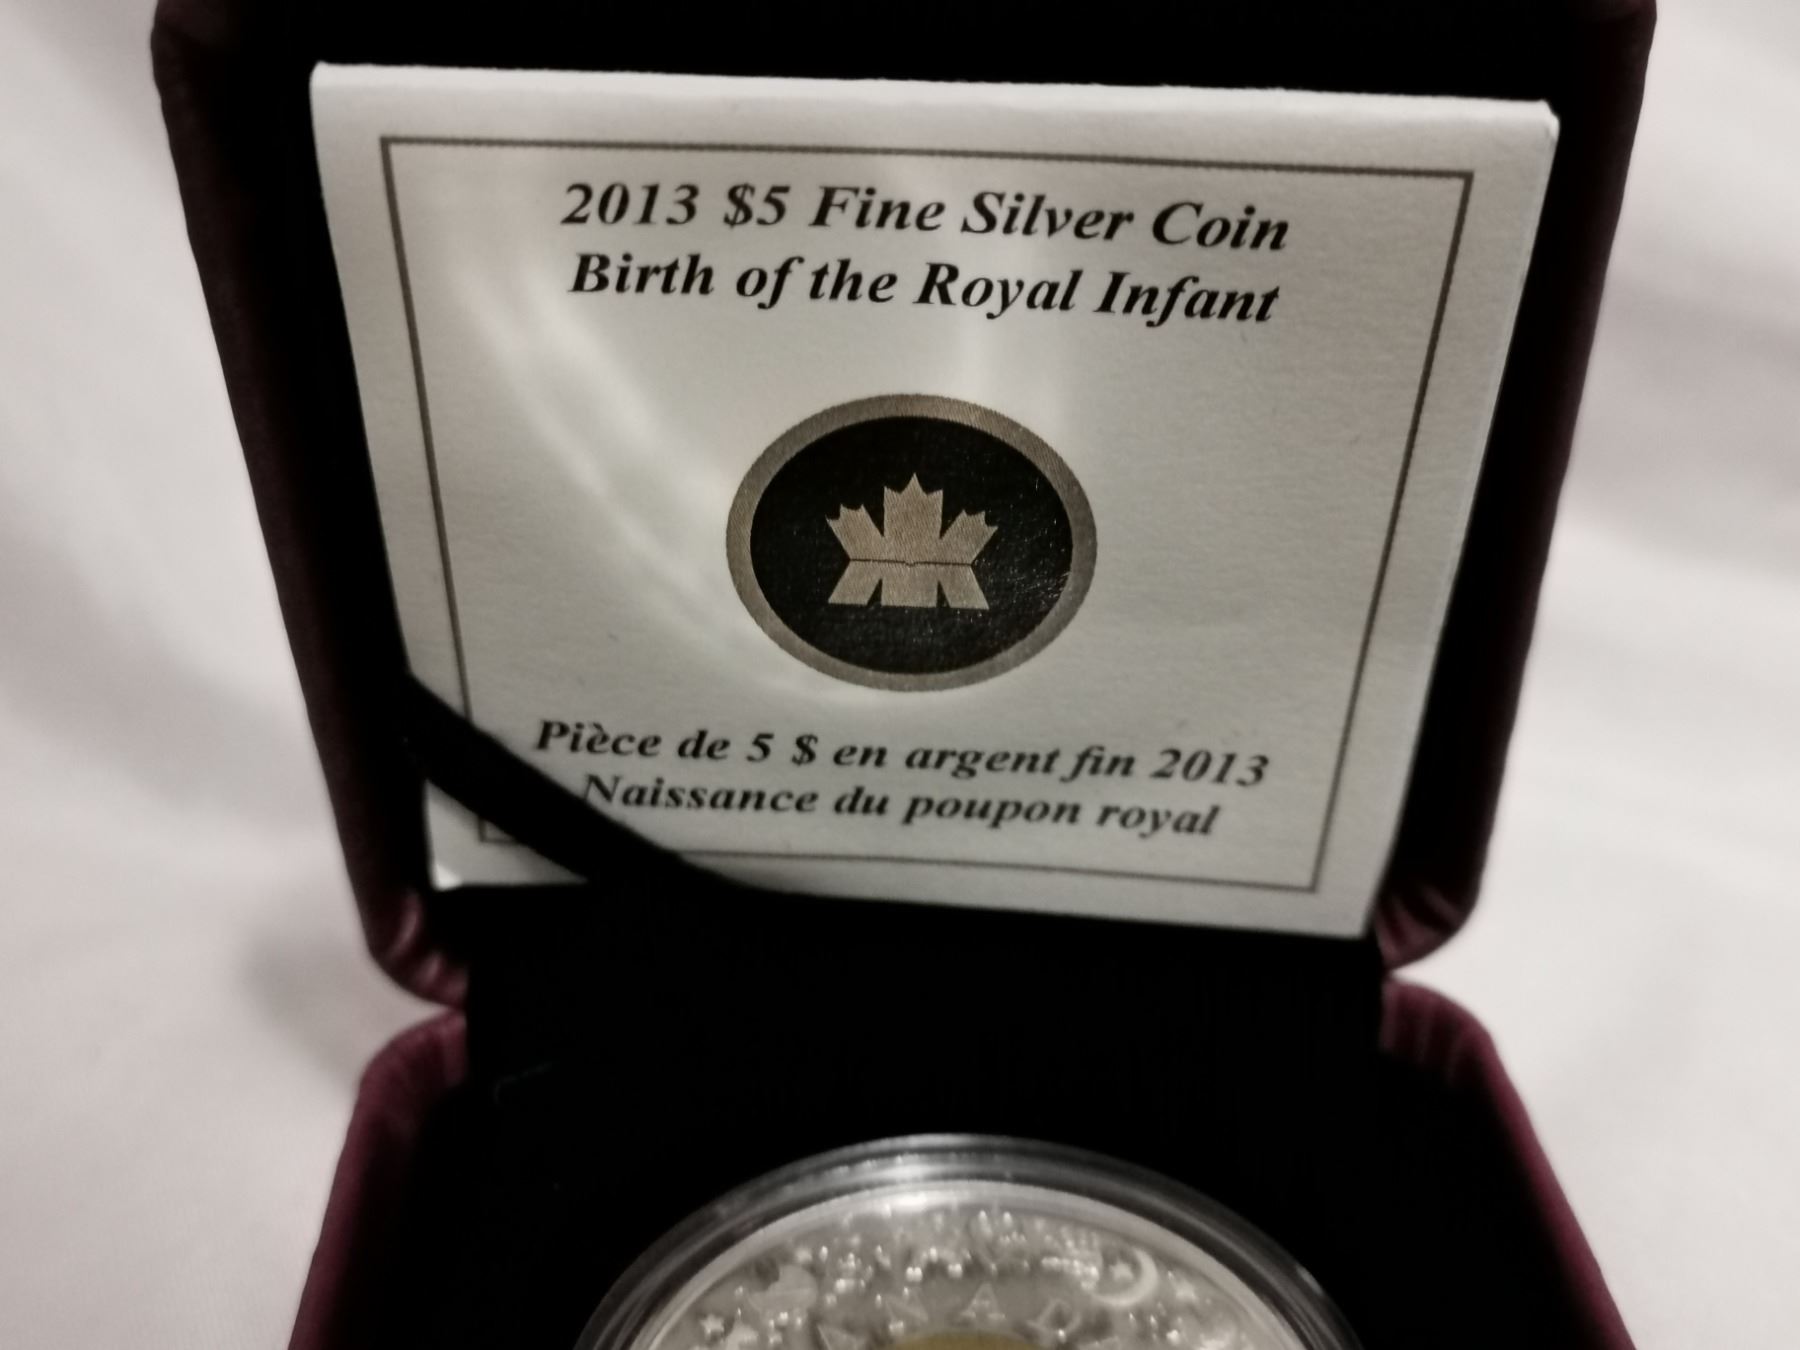 2013 $5 Fine Silver Coin
Birth of the Royal Infant
Pièce de 5 $ en argent fin 2013
Naissance du poupon royal